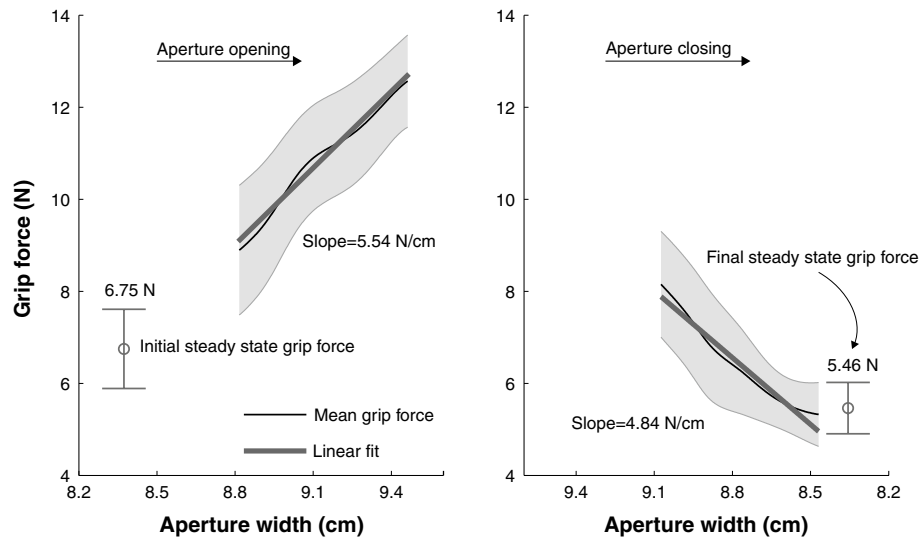 14
12
10
8
6
4
Grip force (N)
Aperture opening
Slope=5.54 N/cm
6.75 N
Initial steady state grip force
Mean grip force
Linear fit
8.2 8.5 8.8 9.1 9.4
Aperture width (cm)
14
12
10
8
6
4
Aperture closing
Final steady state grip force
5.46 N
Slope=4.84 N/cm
9.4 9.1 8.8 8.5 8.2
Aperture width (cm)